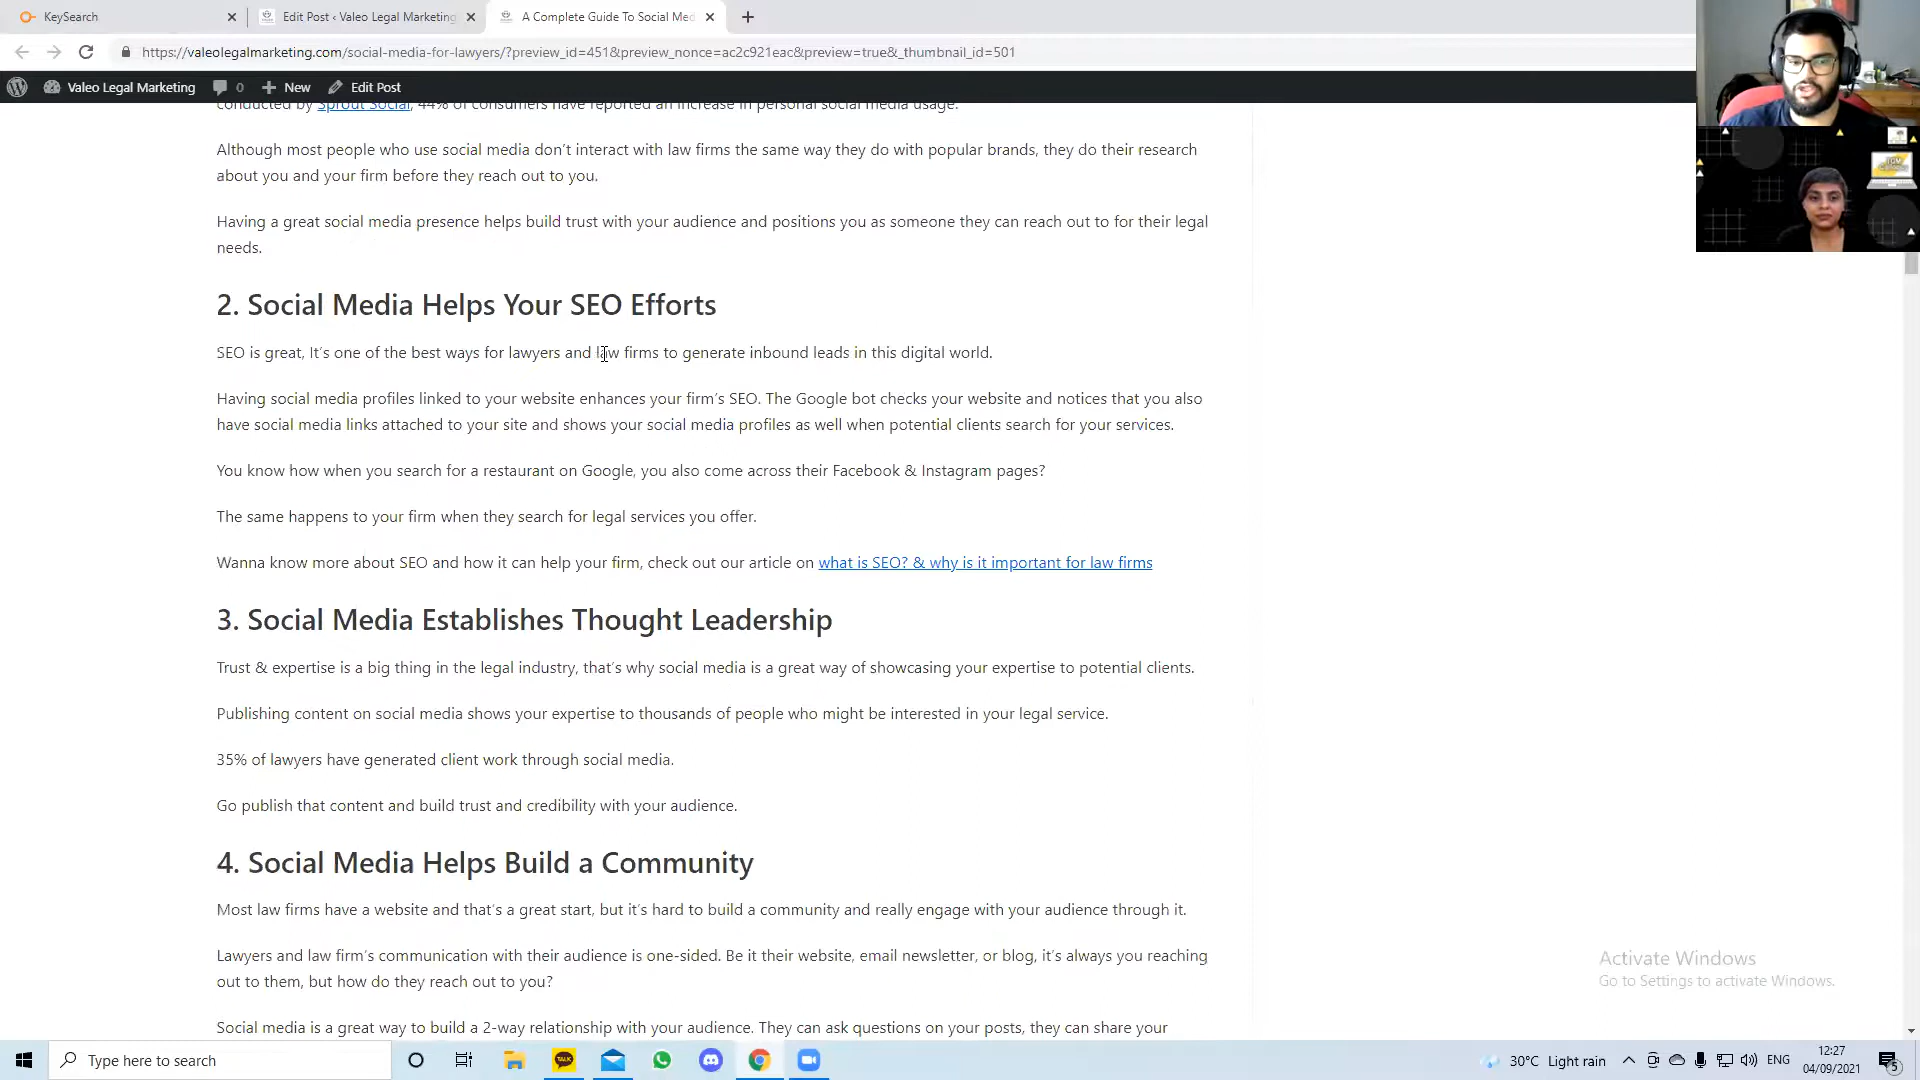 KeySearch
Edit Post ‹ Valeo Legal Marketing
A Complete Guide To Social Med
https://valeolegalmarketing.com/social-media-for-lawyers/?preview_id=451&preview_nonce=ac2c921eac&preview=true&_thumbnail_id=501
Valeo Legal Marketing 0 New Edit Post
conducted by Sprout Social, 44% of consumers have reported an increase in personal social media usage.
Although most people who use social media don't interact with law firms the same way they do with popular brands, they do their research
about you and your firm before they reach out to you.
Having a great social media presence helps build trust with your audience and positions you as someone they can reach out to for their legal
needs.
2. Social Media Helps Your SEO Efforts
SEO is great, It's one of the best ways for lawyers and law firms to generate inbound leads in this digital world.
Having social media profiles linked to your website enhances your firm's SEO. The Google bot checks your website and notices that you also
have social media links attached to your site and shows your social media profiles as well when potential clients search for your services.
You know how when you search for a restaurant on Google, you also come across their Facebook & Instagram pages?
The same happens to your firm when they search for legal services you offer.
Wanna know more about SEO and how it can help your firm, check out our article on what is SEO? & why is it important for law firms
3. Social Media Establishes Thought Leadership
Trust & expertise is a big thing in the legal industry, that's why social media is a great way of showcasing your expertise to potential clients.
Publishing content on social media shows your expertise to thousands of people who might be interested in your legal service.
35% of lawyers have generated client work through social media.
Go publish that content and build trust and credibility with your audience.
4. Social Media Helps Build a Community
Most law firms have a website and that's a great start, but it's hard to build a community and really engage with your audience through it.
Lawyers and law firm's communication with their audience is one-sided. Be it their website, email newsletter, or blog, it's always you reaching
out to them, but how do they reach out to you?
Social media is a great way to build a 2-way relationship with your audience. They can ask questions on your posts, they can share your
Activate Windows
Go to Settings to activate Windows.
Type here to search
TALK
30°C Light rain
ENG
12:27
04/09/2021
5